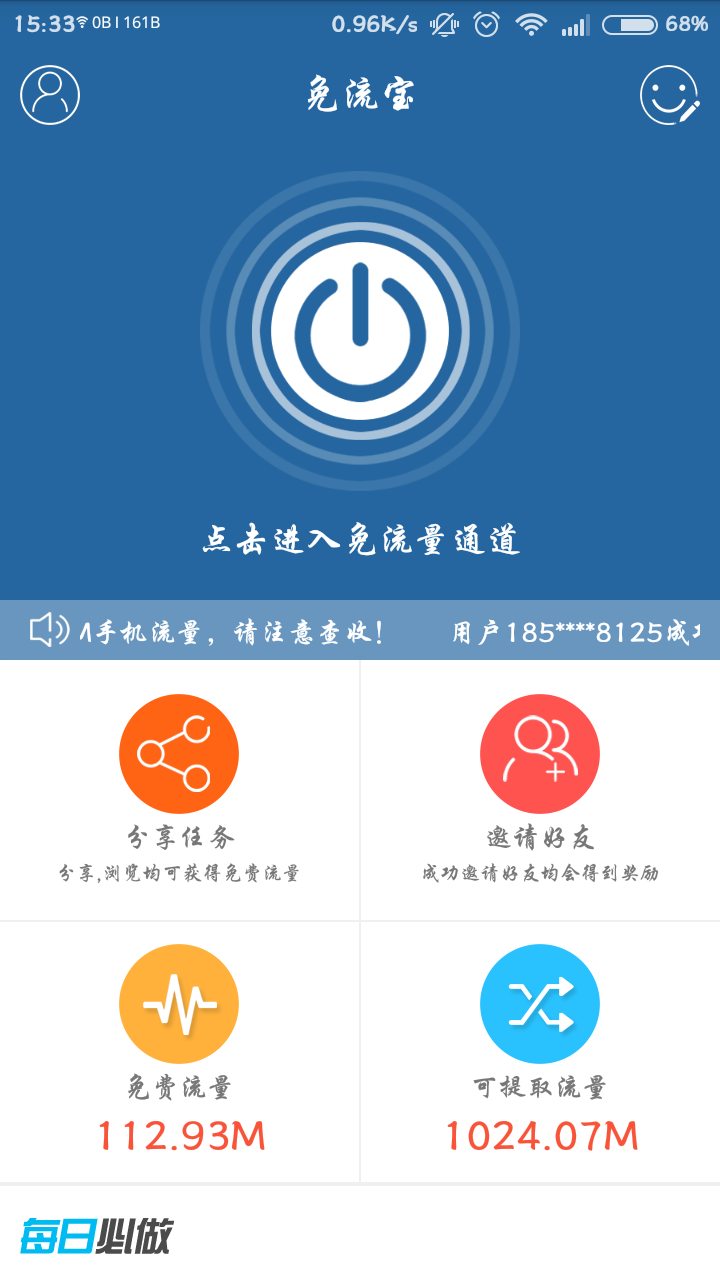 15:33 0B | 161B 0.96K/s 68%
免流宝
点击进入免流量通道
手机流量，请注意查收! 用户185****8125成
分享任务
分享,浏览均可获得免费流量
邀请好友
成功邀请好友均会得到奖励
免费流量
112.93M
可提取流量
1024.07M
每日必做